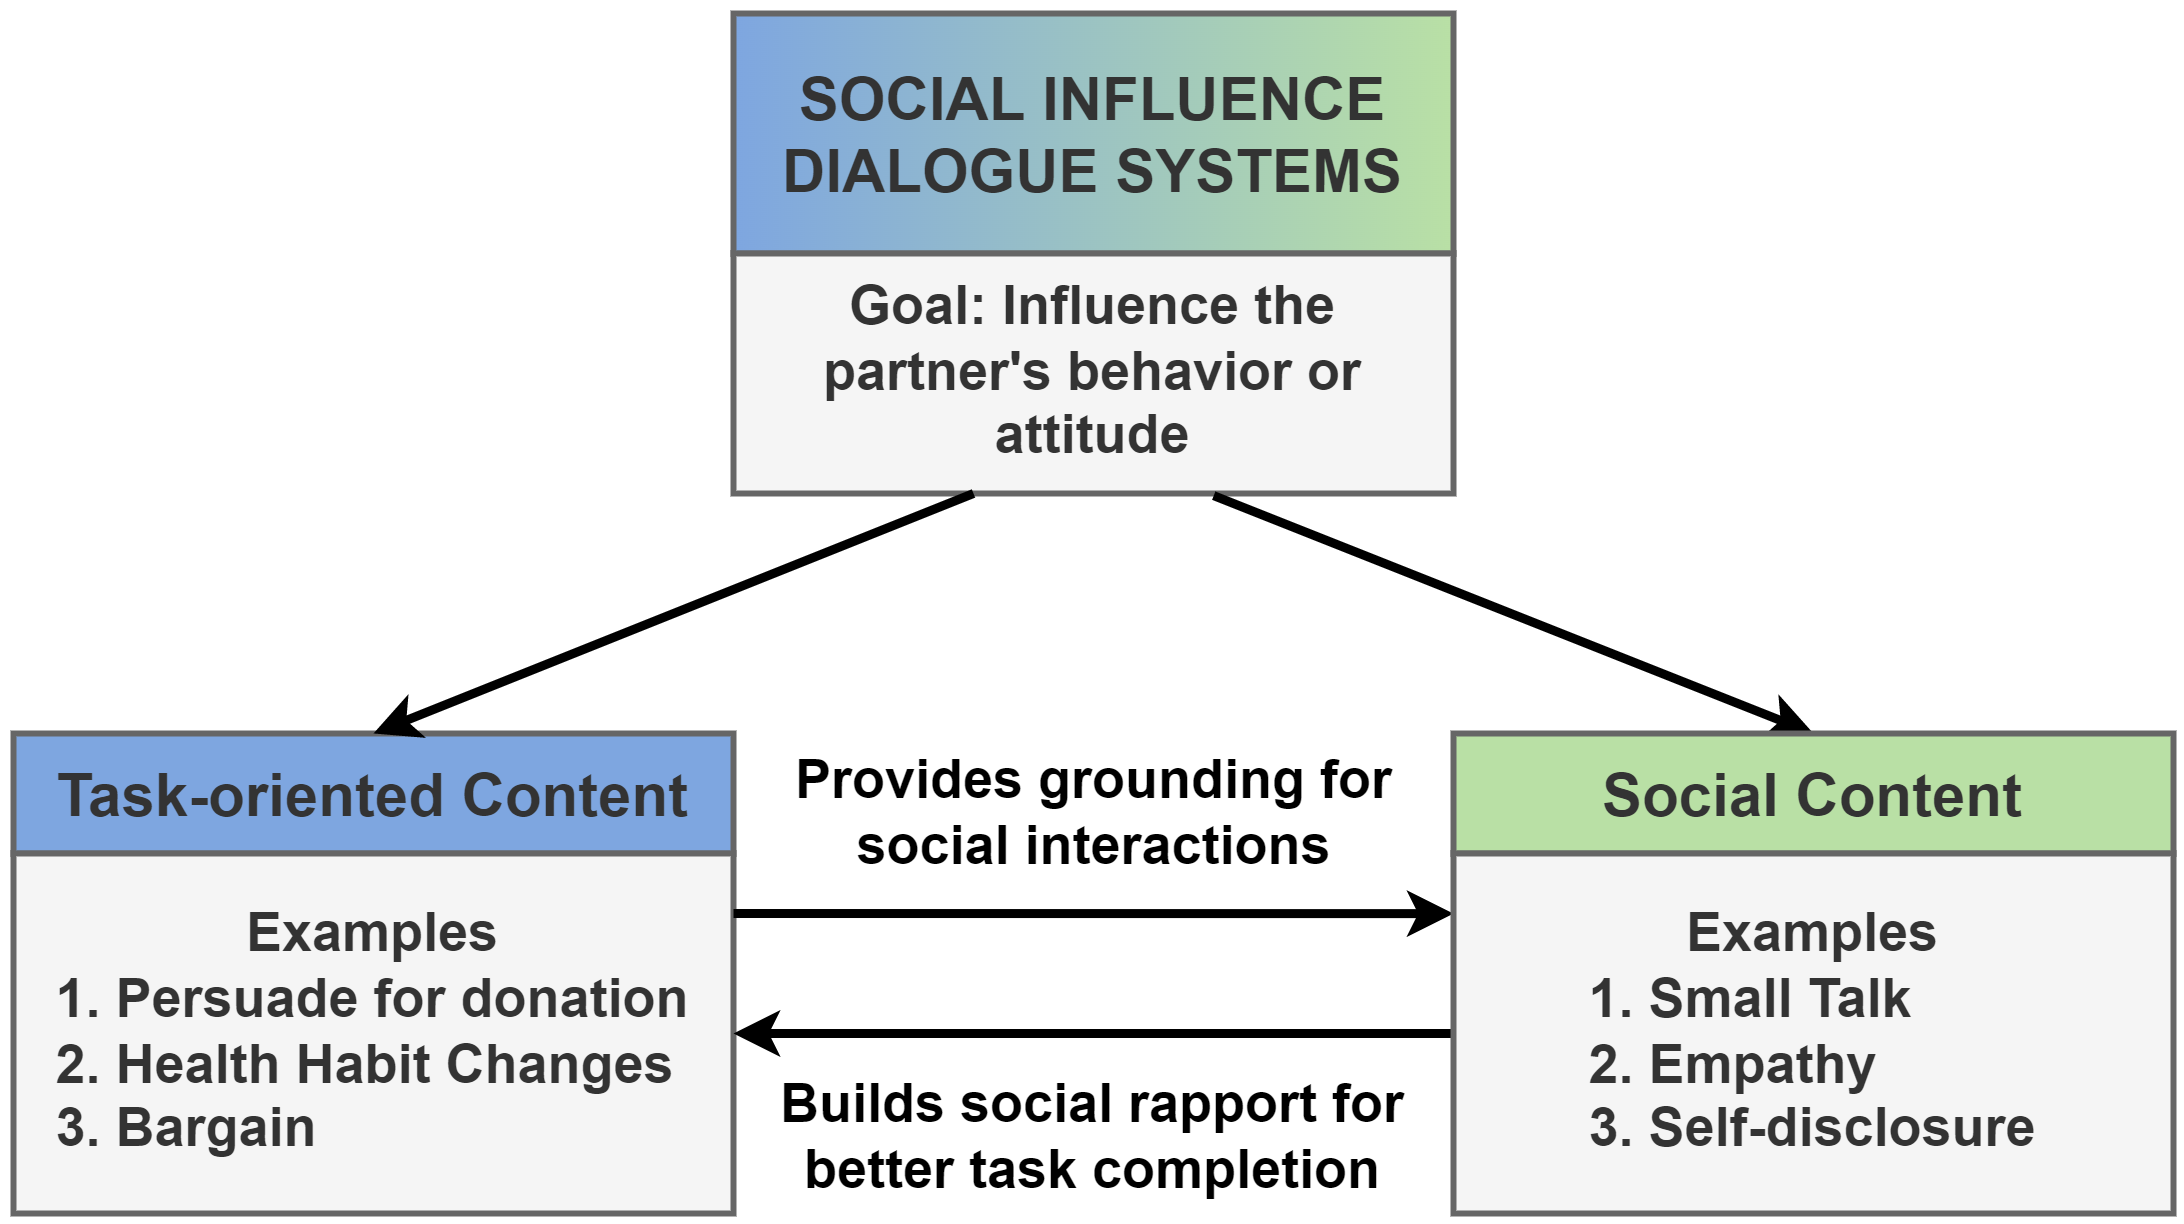 SOCIAL INFLUENCE
DIALOGUE SYSTEMS
Goal: Influence the
partner's behavior or
attitude
Task-oriented Content
Examples
1. Persuade for donation
2. Health Habit Changes
3. Bargain
Provides grounding for
social interactions
Builds social rapport for
better task completion
Social Content
Examples
1. Small Talk
2. Empathy
3. Self-disclosure